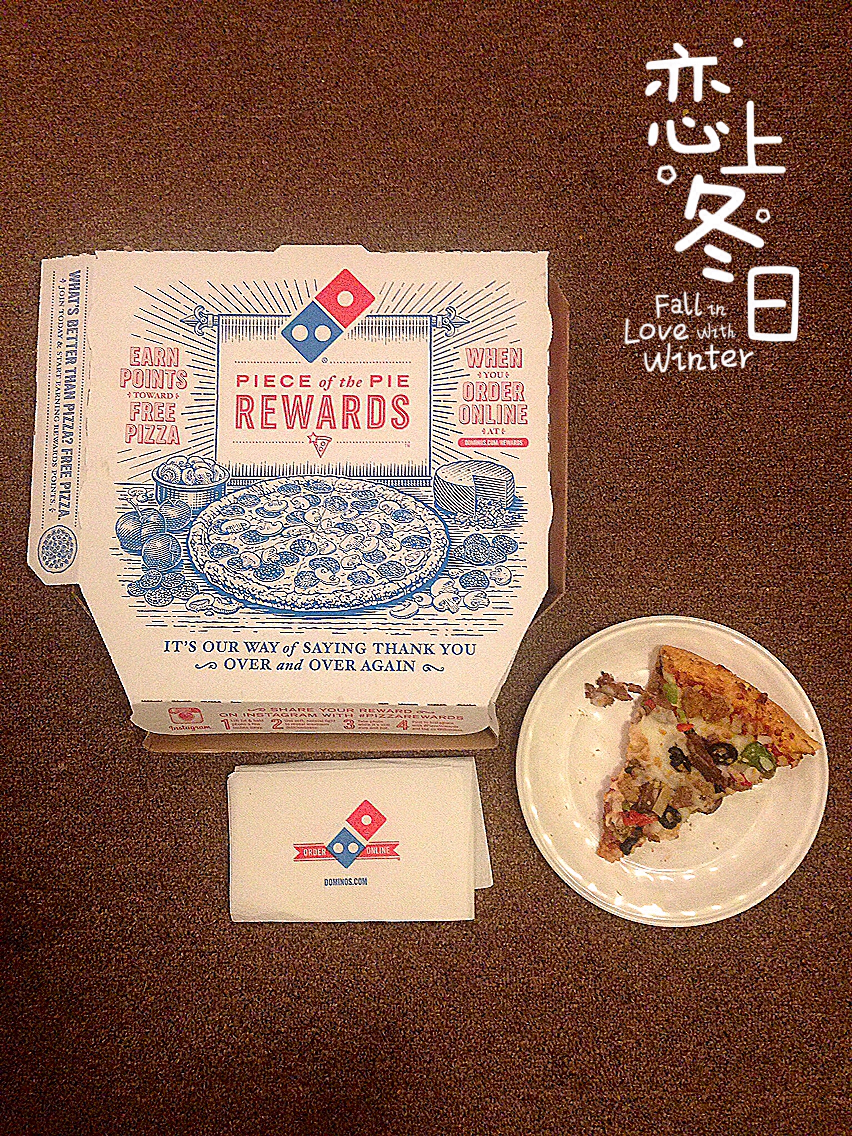 恋上
冬日
Fall in
Love with
Winter
WHAT'S BETTER THAN PIZZA? FREE PIZZA.
JOIN TODAY & START EARNING REWARDS POINTS.
EARN
POINTS
TOWARD
FREE
PIZZA
PIECE of the PIE
REWARDS
WHEN
YOU
ORDER
ONLINE
AT
DOMINOS.COM/REWARDS
IT'S OUR WAY of SAYING THANK YOU
OVER and OVER AGAIN
SHARE YOUR REWARD
ON INSTAGRAM WITH #PIZZAREWARDS
Instagram
1 2 3 4
ORDER ONLINE
DOMINOS.COM